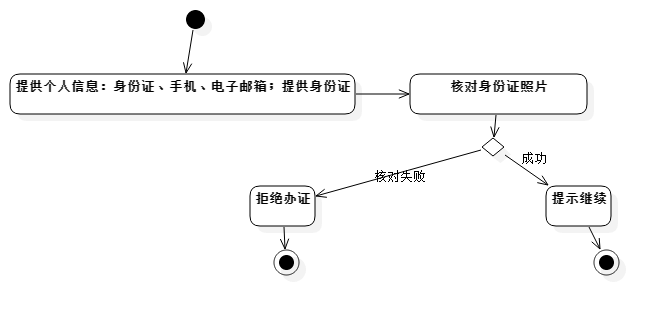 提供个人信息：身份证、手机、电子邮箱；提供身份证
核对身份证照片
成功
核对失败
拒绝办证
提示继续